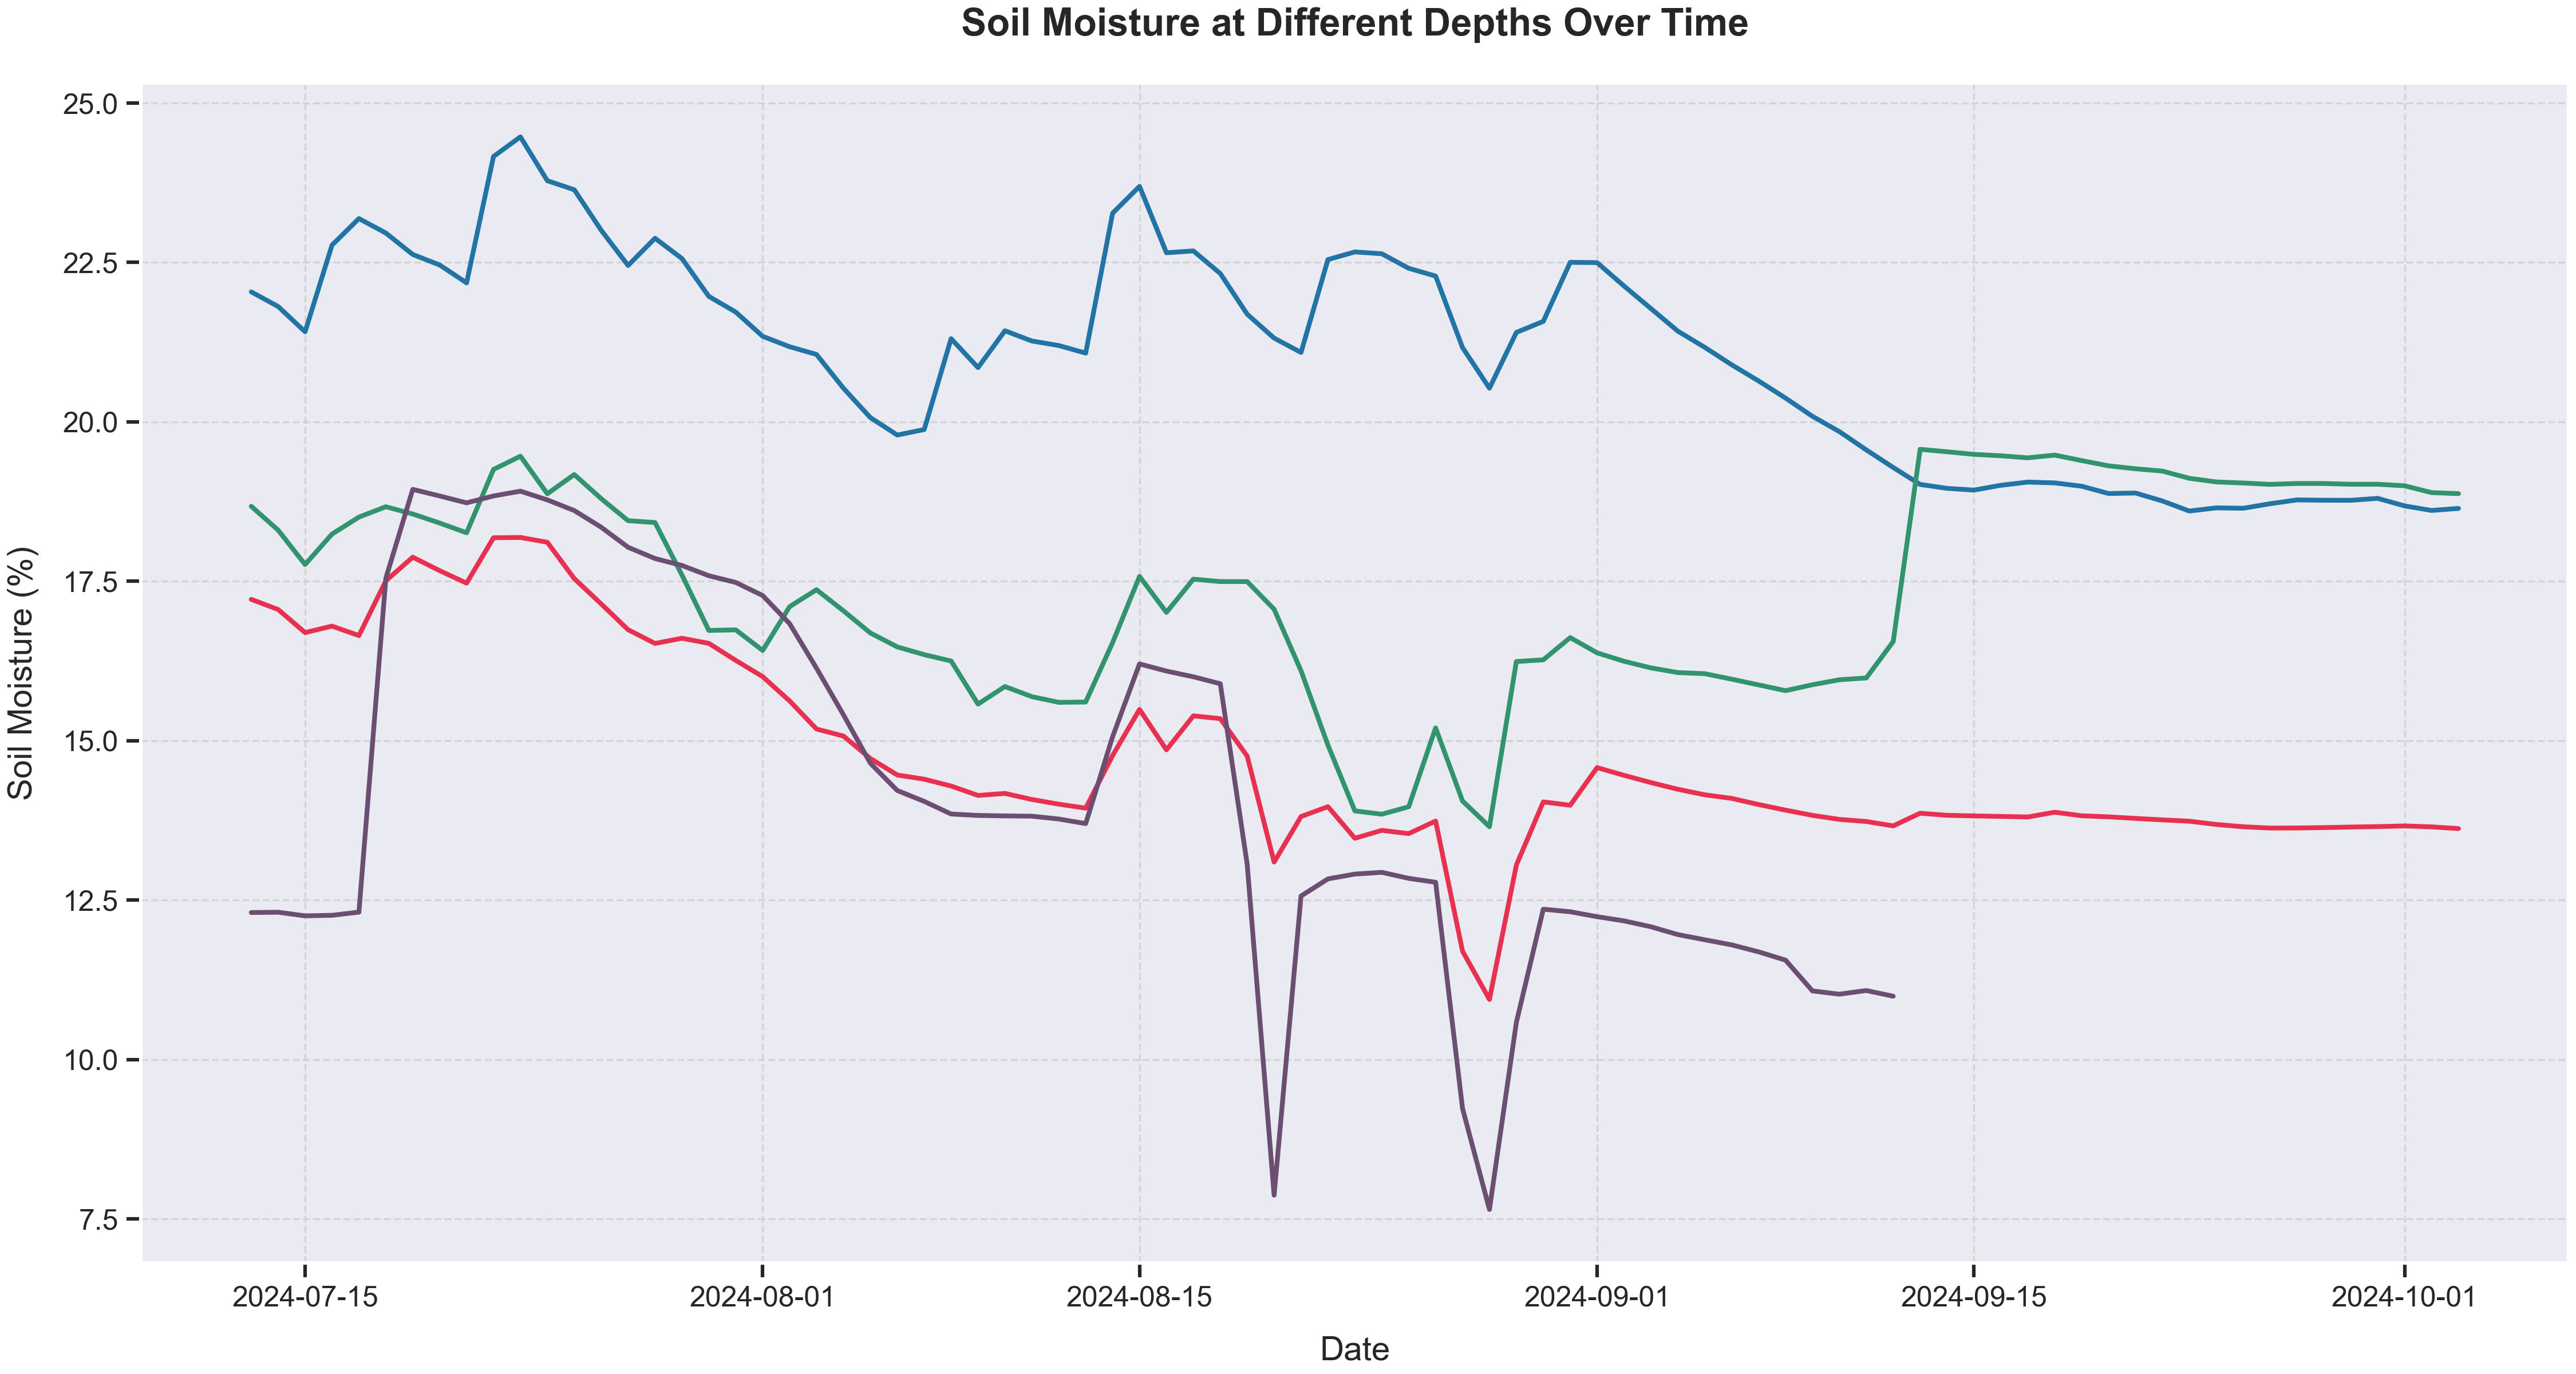 Soil Moisture at Different Depths Over Time
Soil Moisture (%)
25.0
22.5
20.0
17.5
15.0
12.5
10.0
7.5
2024-07-15 2024-08-01 2024-08-15 2024-09-01 2024-09-15 2024-10-01
Date